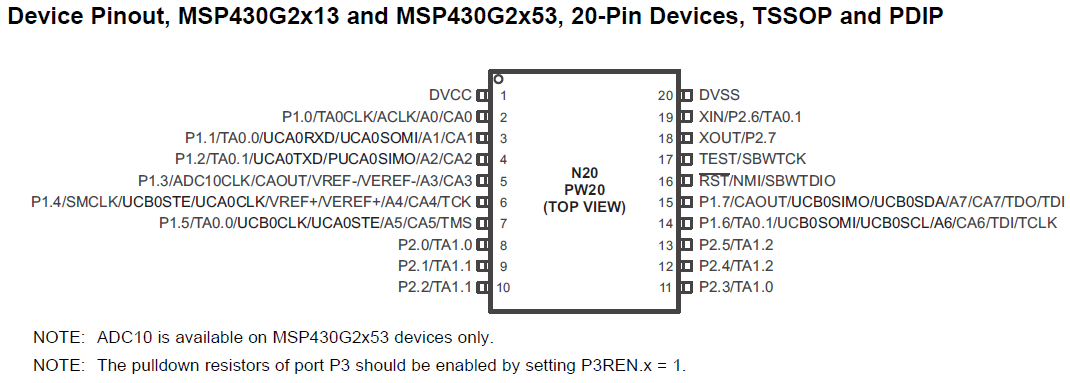 Device Pinout, MSP430G2x13 and MSP430G2x53, 20-Pin Devices, TSSOP and PDIP
DVCC 1 20 DVSS
P1.0/TA0CLK/ACLK/A0/CA0 2 19 XIN/P2.6/TA0.1
P1.1/TA0.0/UCA0RXD/UCA0SOMI/A1/CA1 3 18 XOUT/P2.7
P1.2/TA0.1/UCA0TXD/PUCA0SIMO/A2/CA2 4 17 TEST/SBWTCK
P1.3/ADC10CLK/CAOUT/VREF-/VEREF-/A3/CA3 5 16 RST/NMI/SBWTDIO
P1.4/SMCLK/UCB0STE/UCA0CLK/VREF+/VEREF+/A4/CA4/TCK 6 15 P1.7/CAOUT/UCB0SIMO/UCB0SDA/A7/CA7/TDO/TDI
P1.5/TA0.0/UCB0CLK/UCA0STE/A5/CA5/TMS 7 14 P1.6/TA0.1/UCB0SOMI/UCB0SCL/A6/CA6/TDI/TCLK
P2.0/TA1.0 8 13 P2.5/TA1.2
P2.1/TA1.1 9 12 P2.4/TA1.2
P2.2/TA1.1 10 11 P2.3/TA1.0
N20
PW20
(TOP VIEW)
NOTE: ADC10 is available on MSP430G2x53 devices only.
NOTE: The pulldown resistors of port P3 should be enabled by setting P3REN.x = 1.